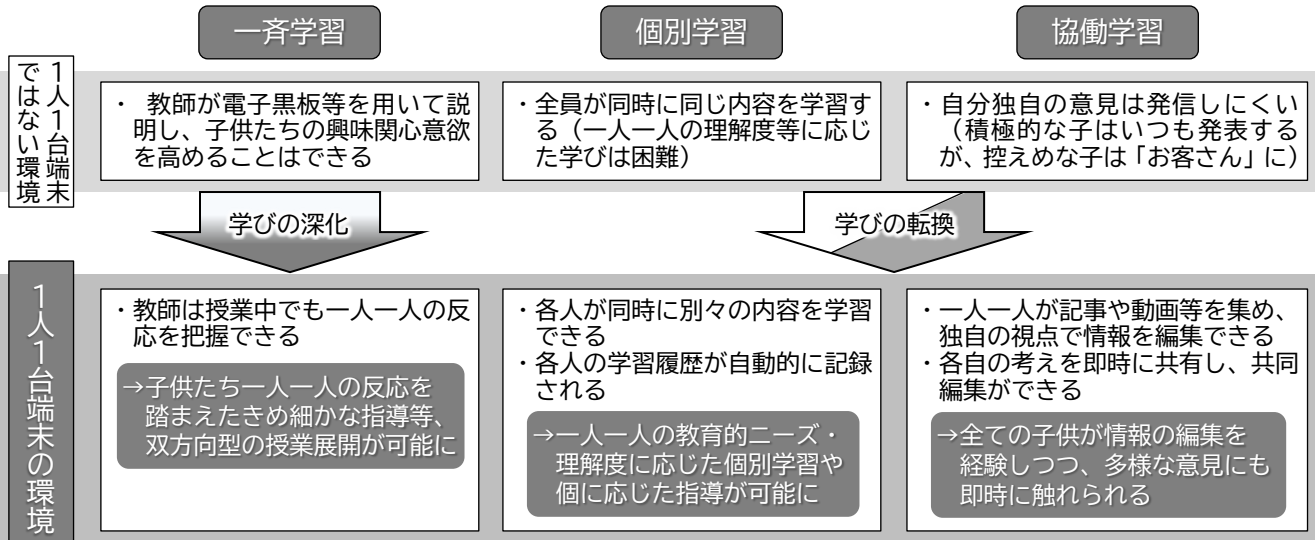 一斉学習
個別学習
協働学習
1人1台端末
ではない環境
・ 教師が電子黒板等を用いて説
明し、子供たちの興味関心意欲
を高めることはできる
・全員が同時に同じ内容を学習す
る（一人一人の理解度等に応じ
た学びは困難）
・自分独自の意見は発信しにくい
（積極的な子はいつも発表する
が、控えめな子は「お客さん」に）
学びの深化
学びの転換
1人1台端末の環境
・教師は授業中でも一人一人の反
応を把握できる
→子供たち一人一人の反応を
踏まえたきめ細かな指導等、
双方向型の授業展開が可能に
・各人が同時に別々の内容を学習
できる
・各人の学習履歴が自動的に記録
される
→一人一人の教育的ニーズ・
理解度に応じた個別学習や
個に応じた指導が可能に
・一人一人が記事や動画等を集め、
独自の視点で情報を編集できる
・各自の考えを即時に共有し、共同
編集ができる
→全ての子供が情報の編集を
経験しつつ、多様な意見にも
即時に触れられる